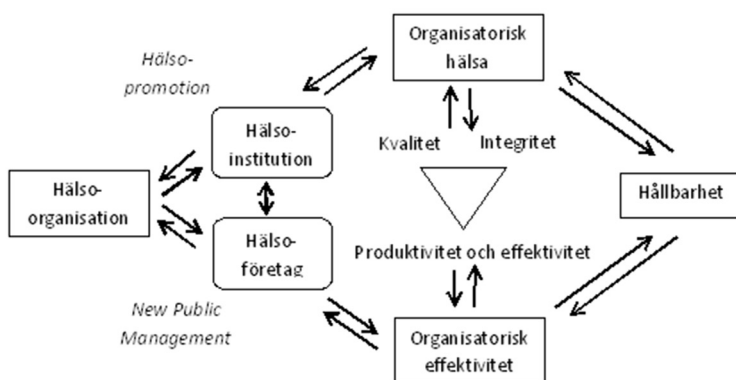 Organisatorisk
hälsa
Hälso-
promotion
Hälso-
institution
Kvalitet
Integritet
Hälso-
organisation
Hållbarhet
Hälso-
företag
Produktivitet och effektivitet
New Public
Management
Organisatorisk
effektivitet